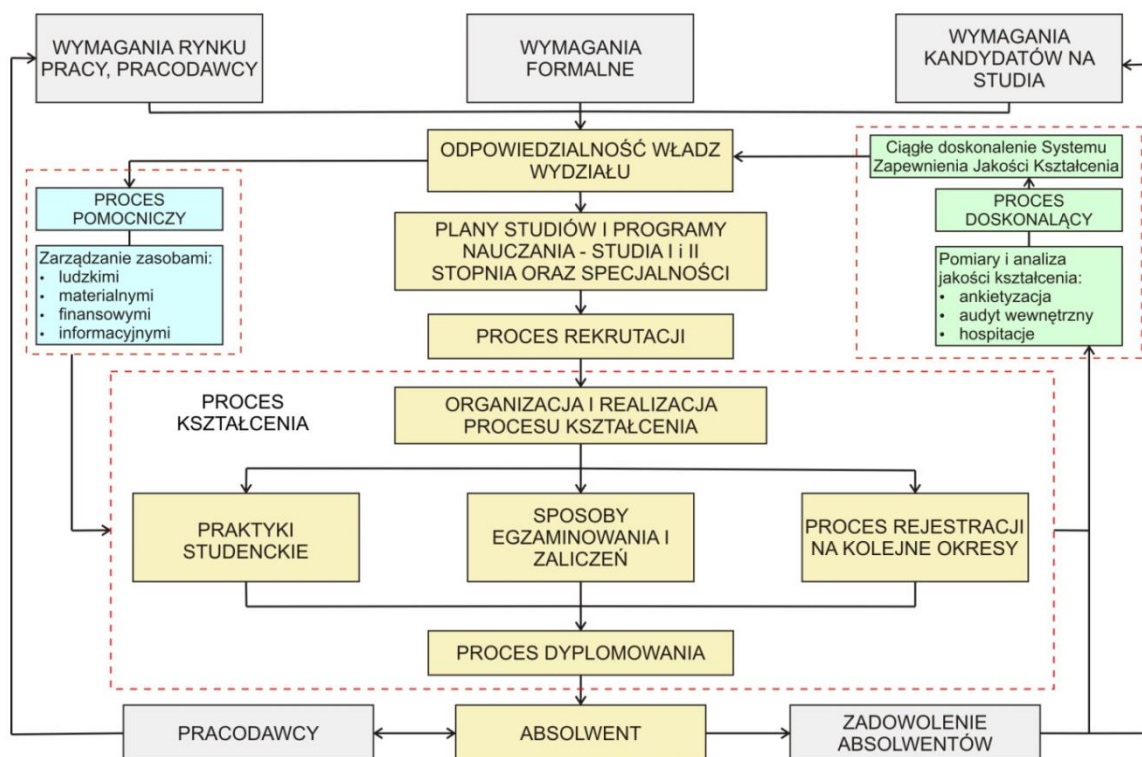 WYMAGANIA RYNKU
PRACY, PRACODAWCY
WYMAGANIA
FORMALNE
WYMAGANIA
KANDYDATÓW NA
STUDIA
ODPOWIEDZIALNOŚĆ WŁADZ
WYDZIAŁU
Ciągłe doskonalenie Systemu
Zapewnienia Jakości Kształcenia
PROCES
POMOCNICZY
PROCES
DOSKONALĄCY
PLANY STUDIÓW I PROGRAMY
NAUCZANIA - STUDIA I i II
STOPNIA ORAZ SPECJALNOŚCI
Zarządzanie zasobami:
• ludzkimi
• materialnymi
• finansowymi
• informacyjnymi
Pomiary i analiza
jakości kształcenia:
• ankietyzacja
• audyt wewnętrzny
• hospitacje
PROCES REKRUTACJI
PROCES
KSZTAŁCENIA
ORGANIZACJA I REALIZACJA
PROCESU KSZTAŁCENIA
PRAKTYKI
STUDENCKIE
SPOSOBY
EGZAMINOWANIA I
ZALICZEŃ
PROCES REJESTRACJI
NA KOLEJNE OKRESY
PROCES DYPLOMOWANIA
PRACODAWCY
ABSOLWENT
ZADOWOLENIE
ABSOLWENTÓW